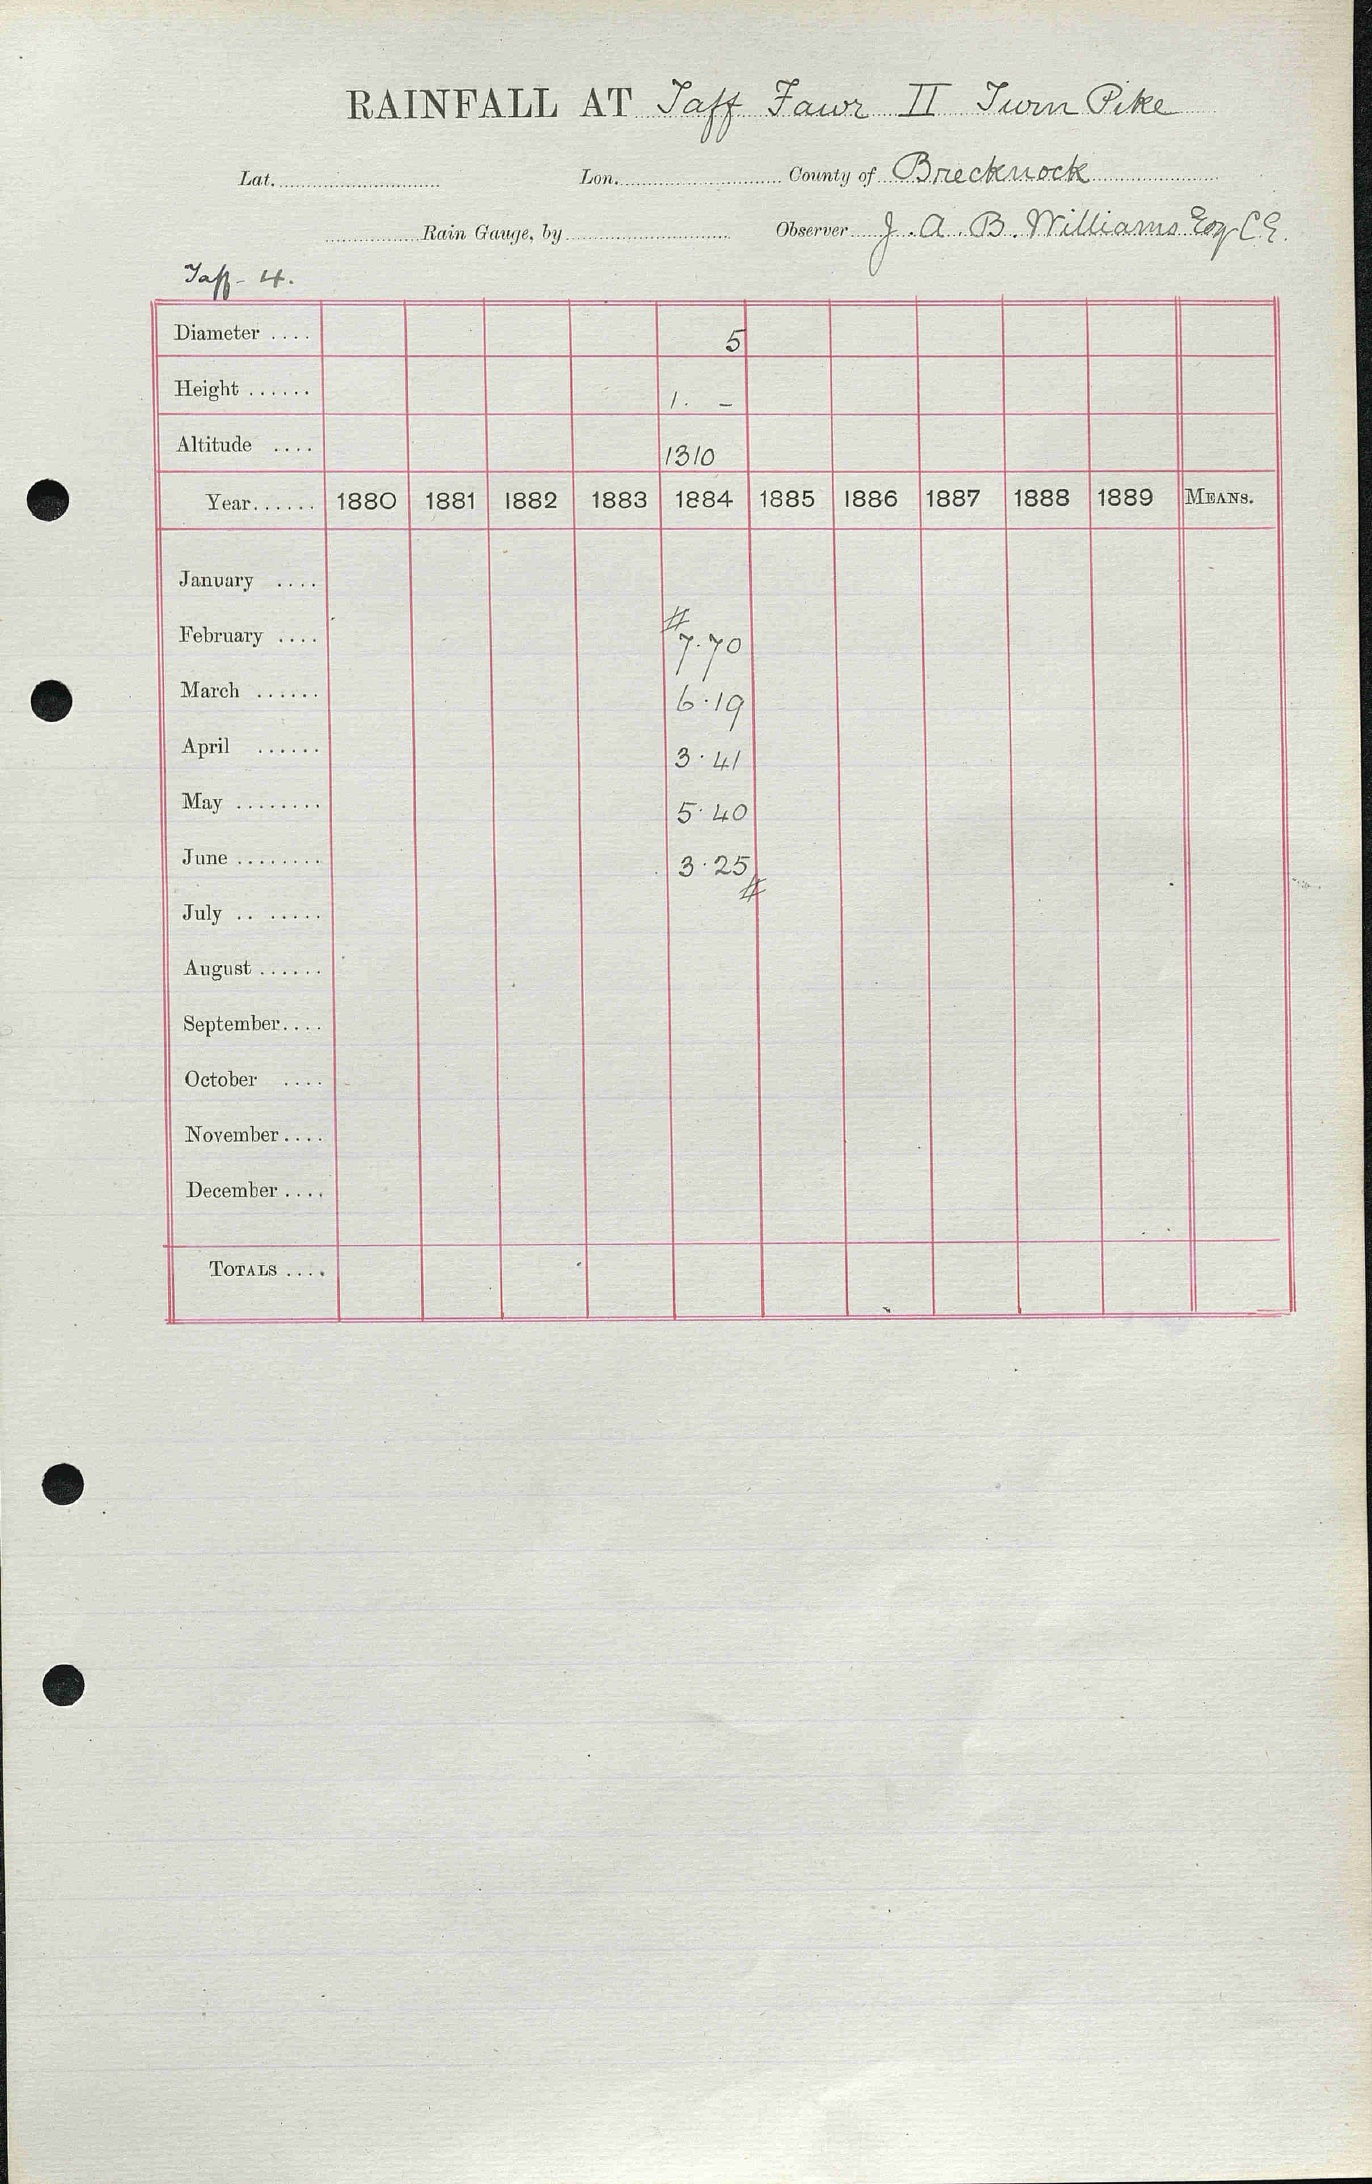 RAINFALL AT Taff Fawr II Turn Pike
Lat. Lon. County of Brecknock
Rain Gauge, by Observer J. A. B. Williams Esq C.E.
Taff - 4.
Diameter .... 5
Height ...... 1. –
Altitude .... 1310
Year...... 1880 1881 1882 1883 1884 1885 1886 1887 1888 1889 MEANS.
January ....
February .... # 7.70
March ...... 6.19
April ...... 3.41
May ........ 5.40
June ........ 3.25 #
July .. ......
August ......
September....
October ....
November....
December ....
TOTALS ....